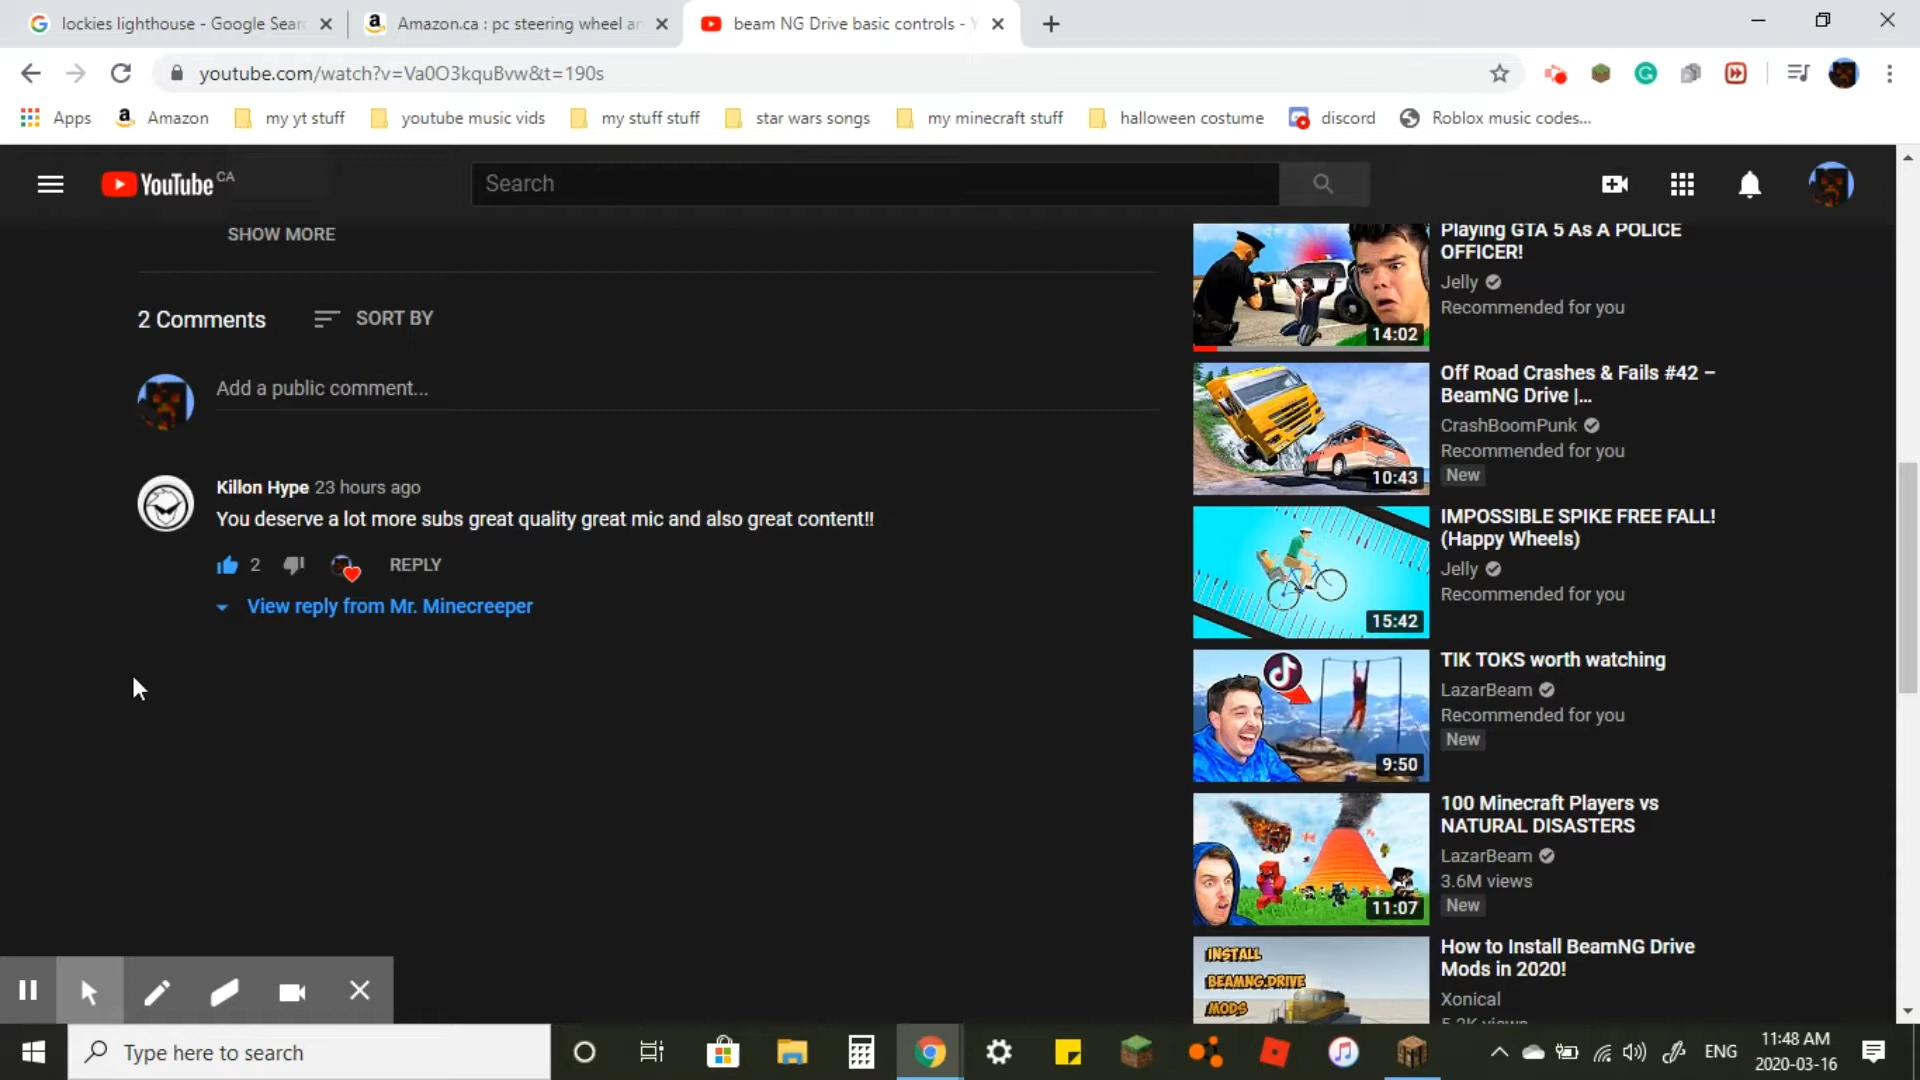 lockies lighthouse - Google Sear
Amazon.ca : pc steering wheel a
beam NG Drive basic controls -
youtube.com/watch?v=Va0O3kquBvw&t=190s
Apps
Amazon
my yt stuff
youtube music vids
my stuff stuff
star wars songs
my minecraft stuff
halloween costume
discord
Roblox music codes...
YouTube CA
Search
SHOW MORE
2 Comments
SORT BY
Add a public comment...
Killon Hype 23 hours ago
You deserve a lot more subs great quality great mic and also great content!!
2
REPLY
View reply from Mr. Minecreeper
14:02
Playing GTA 5 As A POLICE
OFFICER!
Jelly
Recommended for you
10:43
Off Road Crashes & Fails #42 –
BeamNG Drive |...
CrashBoomPunk
Recommended for you
New
15:42
IMPOSSIBLE SPIKE FREE FALL!
(Happy Wheels)
Jelly
Recommended for you
9:50
TIK TOKS worth watching
LazarBeam
Recommended for you
New
11:07
100 Minecraft Players vs
NATURAL DISASTERS
LazarBeam
3.6M views
New
INSTALL
BEAMNG.DRIVE
MODS
How to Install BeamNG Drive
Mods in 2020!
Xonical
5.2K views
Type here to search
ENG
11:48 AM
2020-03-16